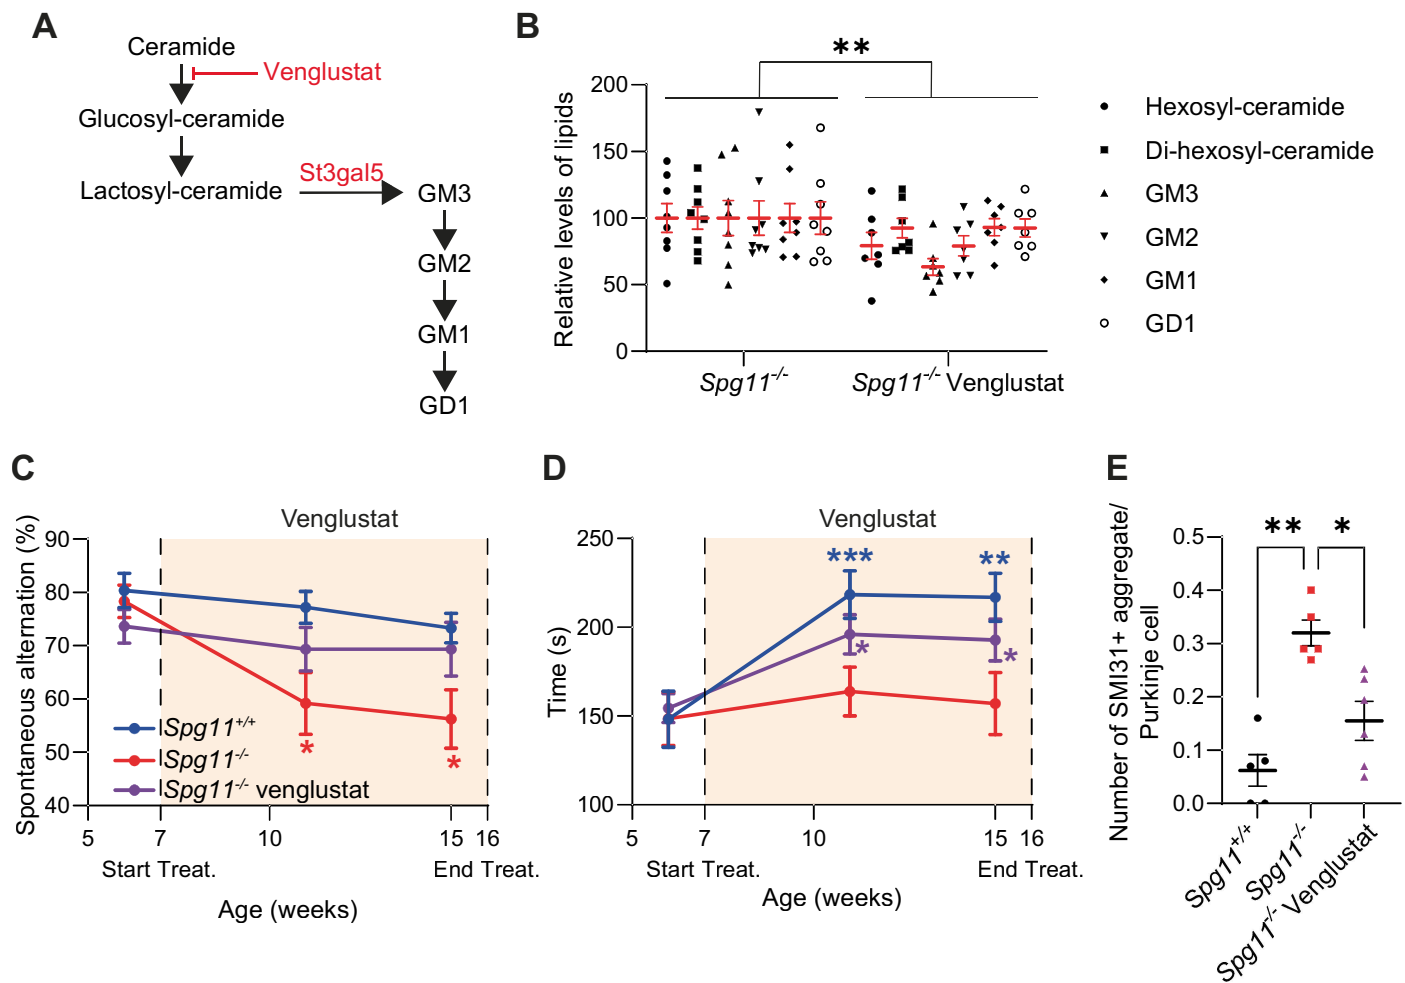 A
Ceramide
Venglustat
Glucosyl-ceramide
Lactosyl-ceramide
St3gal5
GM3
GM2
GM1
GD1
B
**
Relative levels of lipids
200
150
100
50
0
Spg11-/-
Spg11-/- Venglustat
Hexosyl-ceramide
Di-hexosyl-ceramide
GM3
GM2
GM1
GD1
C
Venglustat
Spontaneous alternation (%)
90
80
70
60
50
40
*
*
Spg11+/+
Spg11-/-
Spg11-/- venglustat
5 7 10 15 16
Start Treat. End Treat.
Age (weeks)
D
Venglustat
Time (s)
250
200
150
100
***
**
*
*
5 7 10 15 16
Start Treat. End Treat.
Age (weeks)
E
Number of SMI31+ aggregate/
Purkinje cell
** *
0.5
0.4
0.3
0.2
0.1
0.0
Spg11+/+
Spg11-/-
Spg11-/- Venglustat